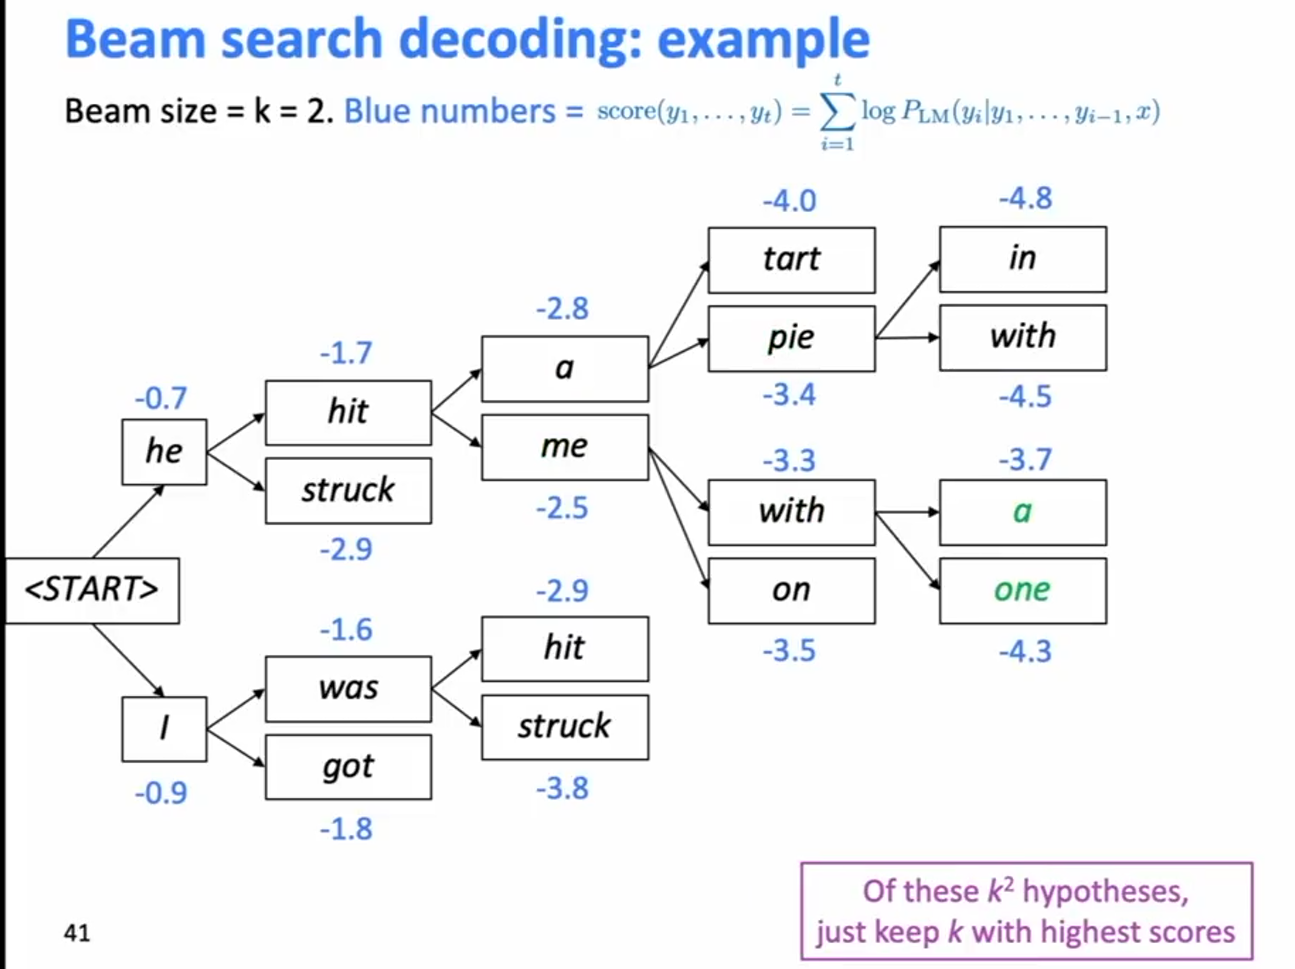 Beam search decoding: example
Beam size = k = 2. Blue numbers = score(y₁, . . . , yₜ) = ∑ᵢ₌₁ᵗ log P_LM(yᵢ|y₁, . . . , yᵢ₋₁, x)
-4.0
-4.8
tart
in
-2.8
pie
with
-1.7
a
-3.4
-4.5
-0.7
hit
me
-3.3
-3.7
he
struck
-2.5
with
a
-2.9
<START>
-2.9
on
one
-1.6
hit
-3.5
-4.3
was
I
struck
got
-3.8
-0.9
-1.8
Of these k² hypotheses,
just keep k with highest scores
41